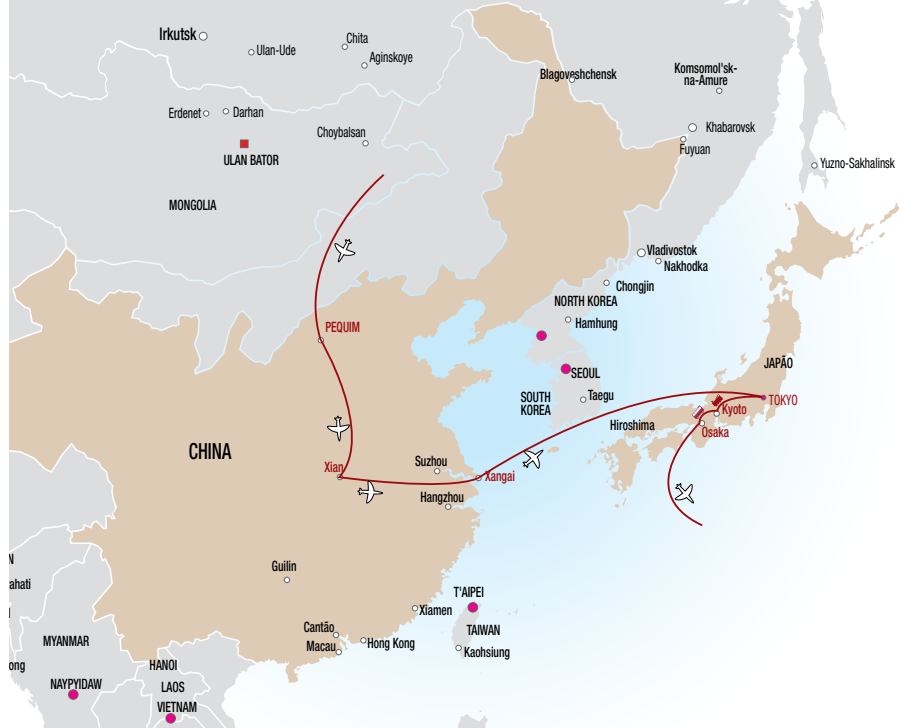 Irkutsk
Ulan-Ude
Chita
Aginskoye
Blagoveshchensk
Komsomol'sk-
na-Amure
Erdenet
Darhan
Choybalsan
Khabarovsk
Fuyuan
ULAN BATOR
Yuzno-Sakhalinsk
MONGOLIA
Vladivostok
Nakhodka
Chongjin
NORTH KOREA
Hamhung
PEQUIM
JAPÃO
SEOUL
SOUTH
KOREA
Taegu
TOKYO
Kyoto
Hiroshima
Osaka
CHINA
Xian
Suzhou
Xangai
Hangzhou
N
ahati
Guilin
T'AIPEI
Xiamen
TAIWAN
Cantão
Hong Kong
Macau
Kaohsiung
MYANMAR
ong
HANOI
NAYPYIDAW
LAOS
VIETNAM